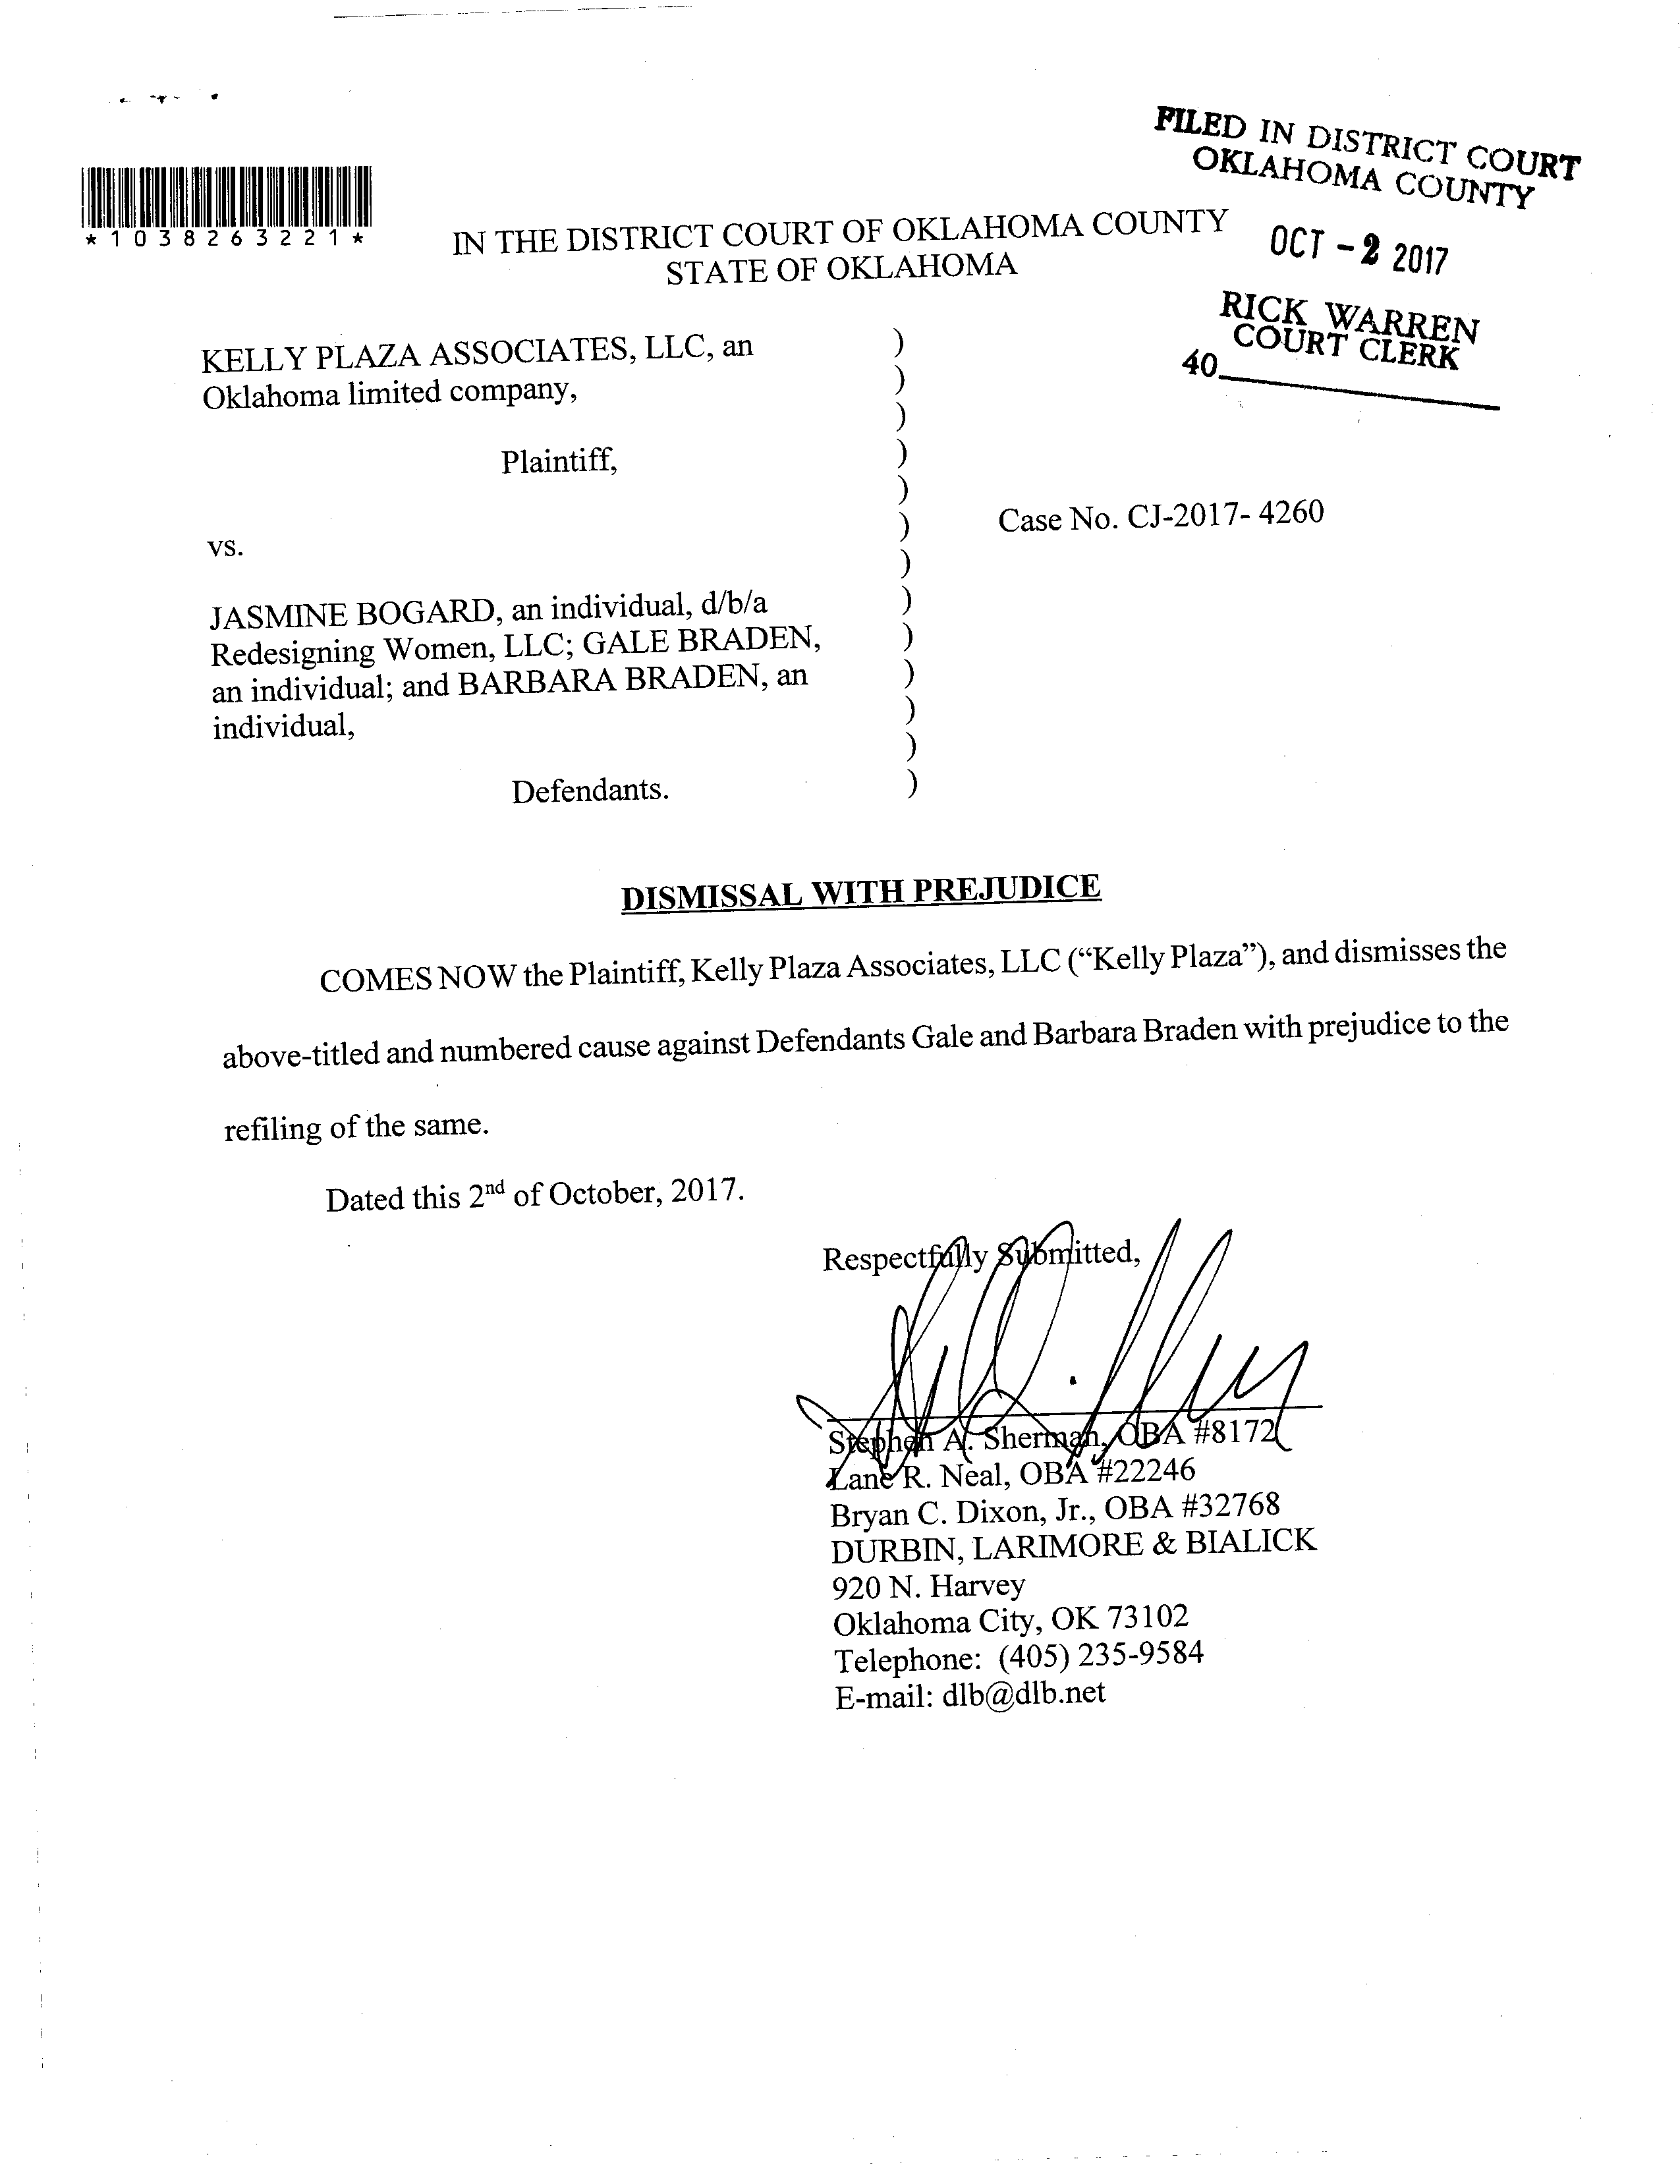 FILED IN DISTRICT COURT
OKLAHOMA COUNTY
OCT - 2 2017
RICK WARREN
COURT CLERK
40
*1038263221*
IN THE DISTRICT COURT OF OKLAHOMA COUNTY
STATE OF OKLAHOMA
KELLY PLAZA ASSOCIATES, LLC, an )
Oklahoma limited company, )
)
Plaintiff, )
)
) Case No. CJ-2017- 4260
vs. )
)
JASMINE BOGARD, an individual, d/b/a )
Redesigning Women, LLC; GALE BRADEN, )
an individual; and BARBARA BRADEN, an )
individual, )
)
Defendants. )
DISMISSAL WITH PREJUDICE
COMES NOW the Plaintiff, Kelly Plaza Associates, LLC (“Kelly Plaza”), and dismisses the
above-titled and numbered cause against Defendants Gale and Barbara Braden with prejudice to the
refiling of the same.
Dated this 2nd of October, 2017.
Respectfully Submitted,
Stephen A. Sherman, OBA #8172
Lane R. Neal, OBA #22246
Bryan C. Dixon, Jr., OBA #32768
DURBIN, LARIMORE & BIALICK
920 N. Harvey
Oklahoma City, OK 73102
Telephone: (405) 235-9584
E-mail: dlb@dlb.net